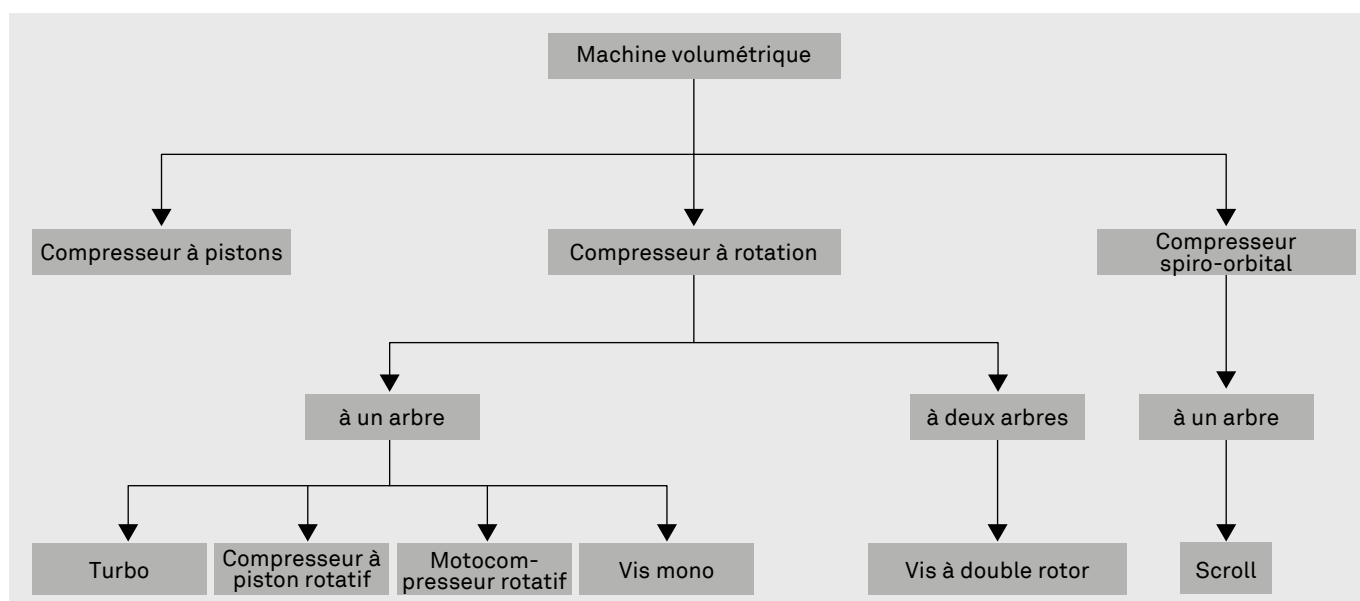 Machine volumétrique
Compresseur à pistons
Compresseur à rotation
Compresseur
spiro-orbital
à un arbre
à deux arbres
à un arbre
Turbo
Compresseur à
piston rotatif
Motocom-
presseur rotatif
Vis mono
Vis à double rotor
Scroll